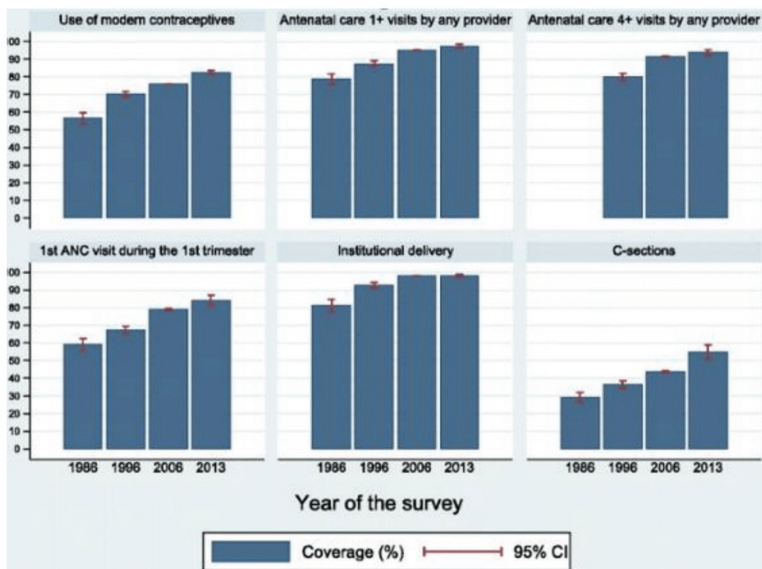 Use of modern contraceptives
Antenatal care 1+ visits by any provider
Antenatal care 4+ visits by any provider
00
90
80
70
60
50
40
30
20
10
0
1st ANC visit during the 1st trimester
Institutional delivery
C-sections
00
90
80
70
60
50
40
30
20
10
0
1986 1996 2006 2013
1986 1996 2006 2013
1986 1996 2006 2013
Year of the survey
Coverage (%)
95% CI